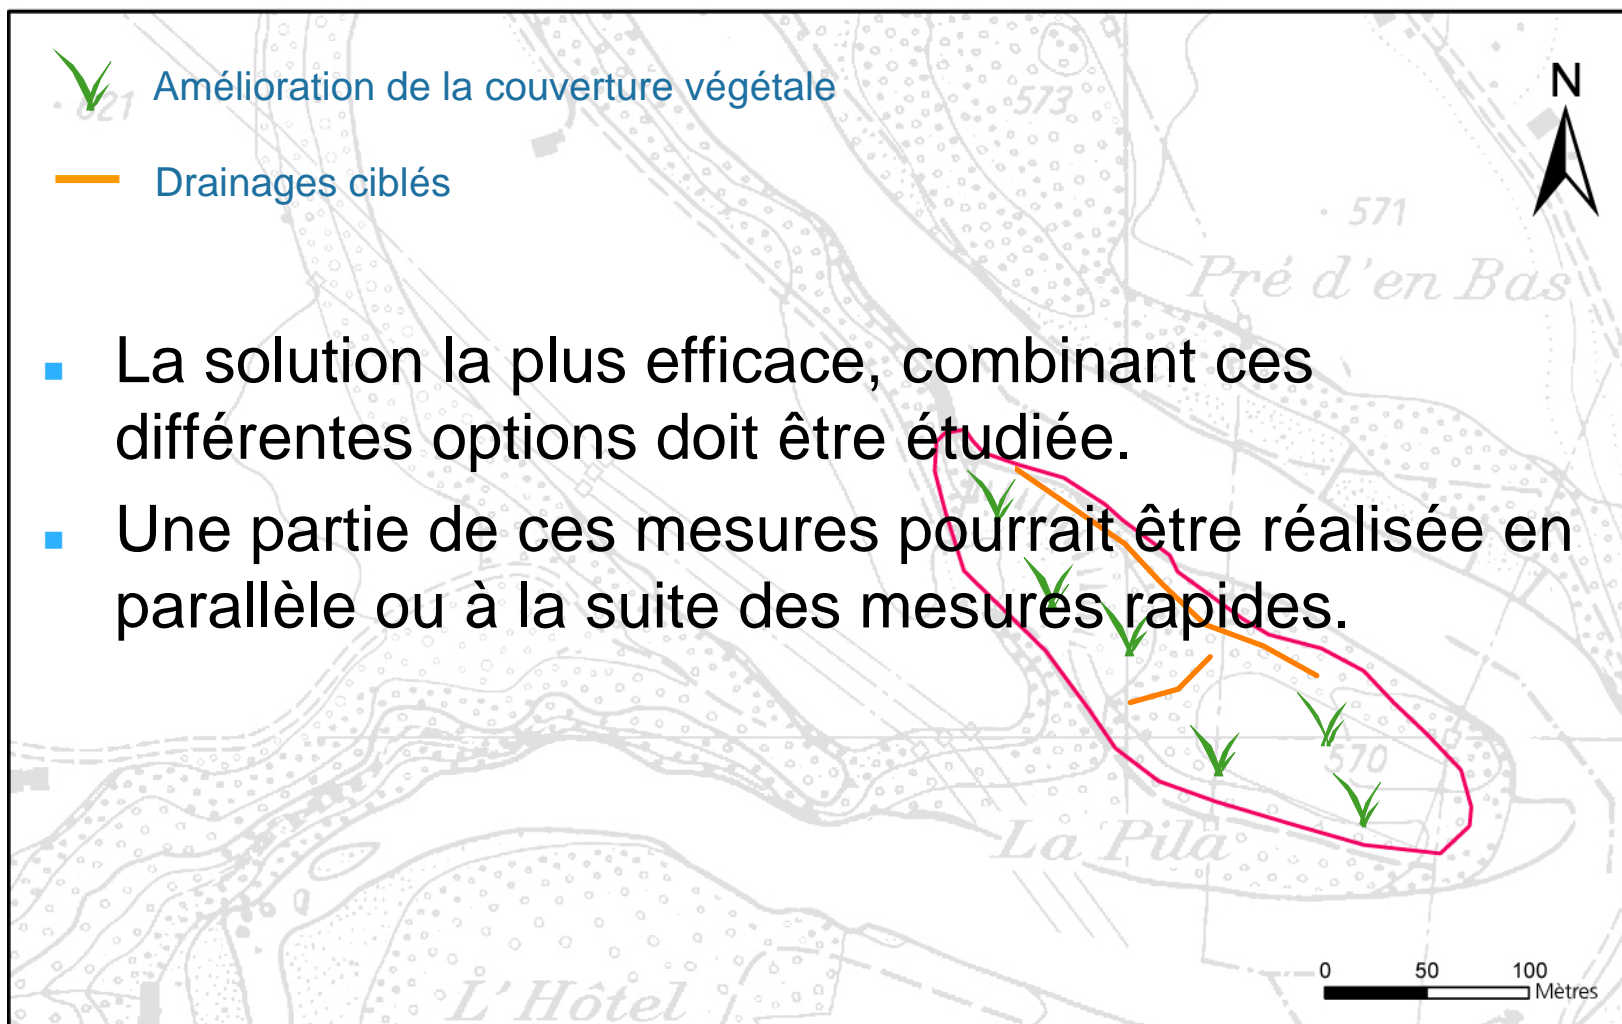 Amélioration de la couverture végétale
Drainages ciblés
N
621
573
571
Pré d'en Bas
La solution la plus efficace, combinant ces
différentes options doit être étudiée.
Une partie de ces mesures pourrait être réalisée en
parallèle ou à la suite des mesures rapides.
570
La Pila
L'Hôtel
0 50 100
Mètres